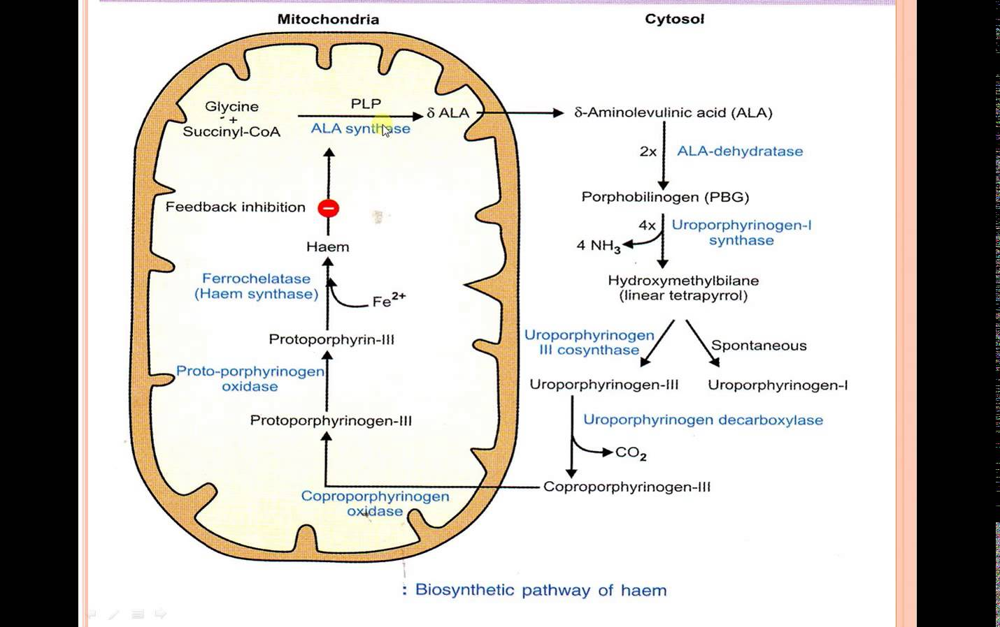 Mitochondria
Cytosol
Glycine
+
Succinyl-CoA
PLP
ALA synthase
δ ALA
δ-Aminolevulinic acid (ALA)
2x
ALA-dehydratase
Porphobilinogen (PBG)
4x
Uroporphyrinogen-I
synthase
4 NH3
Hydroxymethylbilane
(linear tetrapyrrol)
Uroporphyrinogen
III cosynthase
Spontaneous
Uroporphyrinogen-III
Uroporphyrinogen-I
Uroporphyrinogen decarboxylase
CO2
Coproporphyrinogen-III
Coproporphyrinogen
oxidase
Protoporphyrinogen-III
Proto-porphyrinogen
oxidase
Protoporphyrin-III
Ferrochelatase
(Haem synthase)
Fe2+
Haem
Feedback inhibition
−
: Biosynthetic pathway of haem